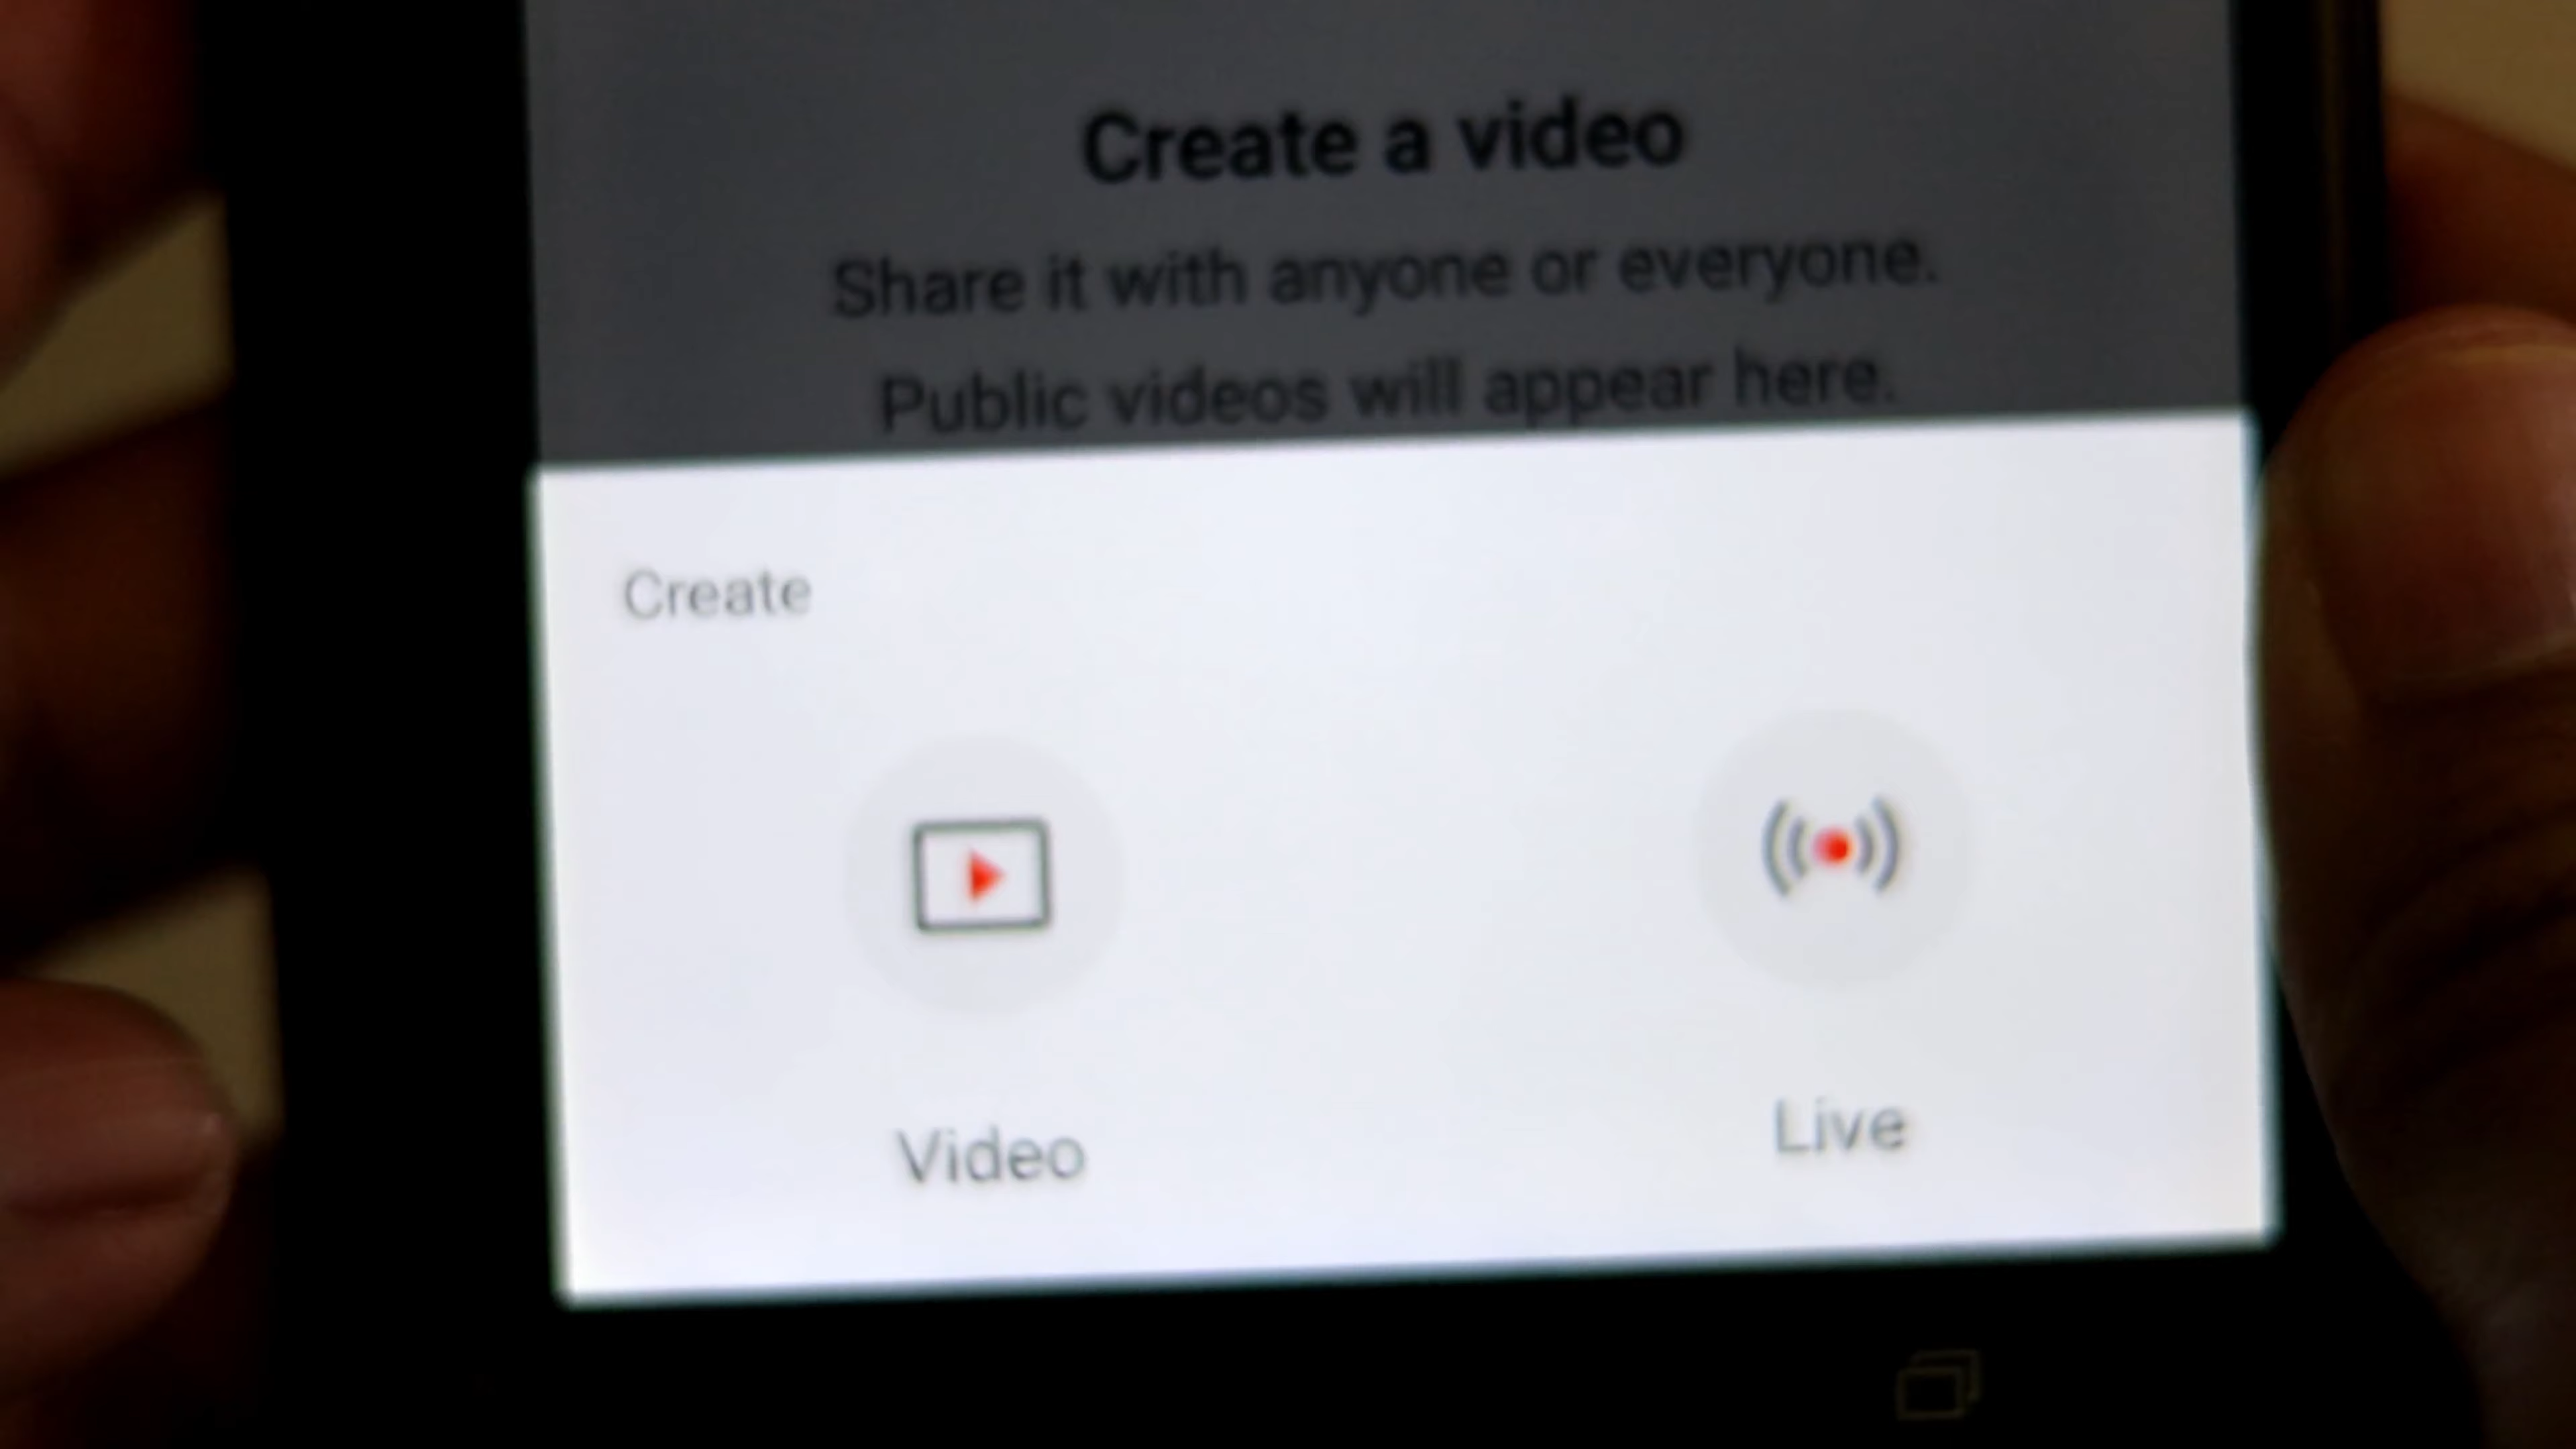 Create a video
Share it with anyone or everyone.
Public videos will appear here.
Create
Video
Live